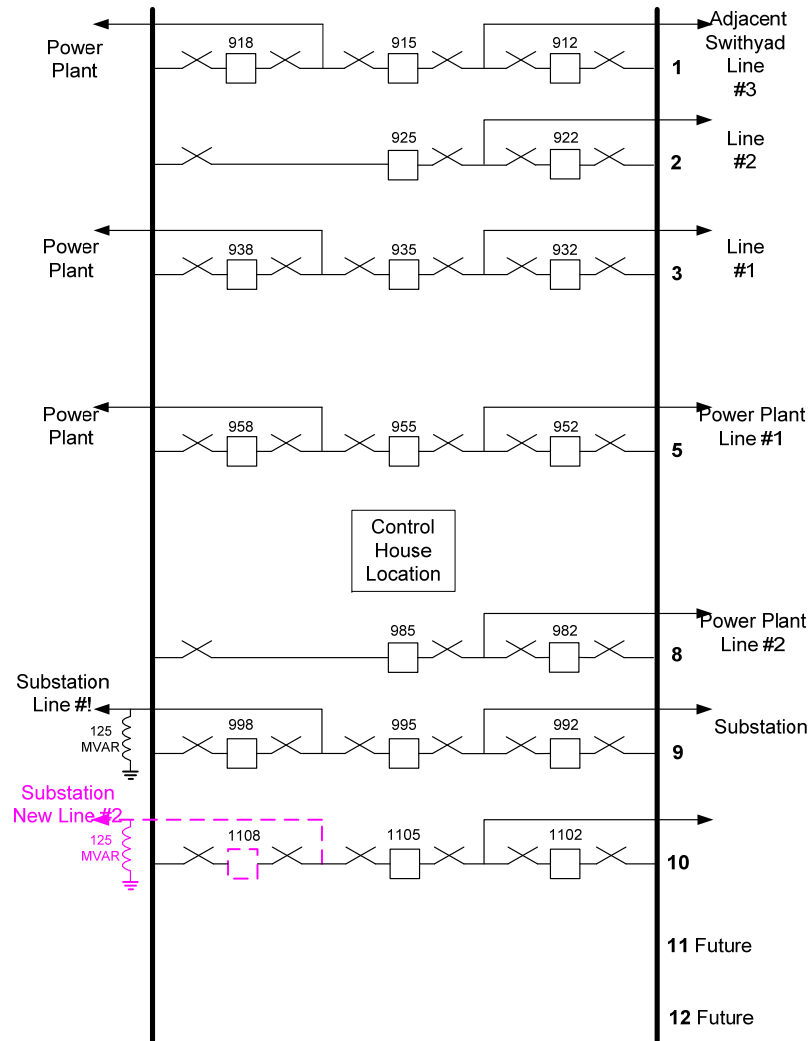 Power
Plant
918
915
912
1
Adjacent
Swithyad
Line
#3
925
922
2
Line
#2
Power
Plant
938
935
932
3
Line
#1
Power
Plant
958
955
952
5
Power Plant
Line #1
Control
House
Location
985
982
8
Power Plant
Line #2
Substation
Line #!
125
MVAR
998
995
992
9
Substation
Substation
New Line #2
125
MVAR
1108
1105
1102
10
11 Future
12 Future